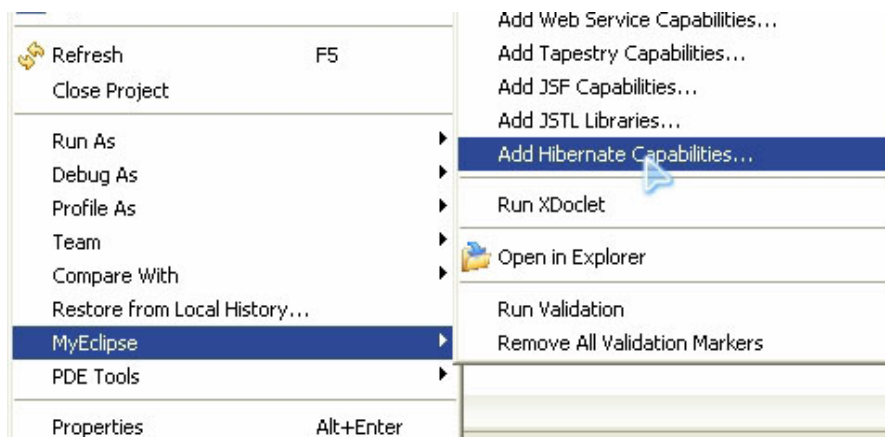 Refresh F5
Close Project
Run As
Debug As
Profile As
Team
Compare With
Restore from Local History...
MyEclipse
PDE Tools
Properties Alt+Enter
Add Web Service Capabilities...
Add Tapestry Capabilities...
Add JSF Capabilities...
Add JSTL Libraries...
Add Hibernate Capabilities...
Run XDoclet
Open in Explorer
Run Validation
Remove All Validation Markers